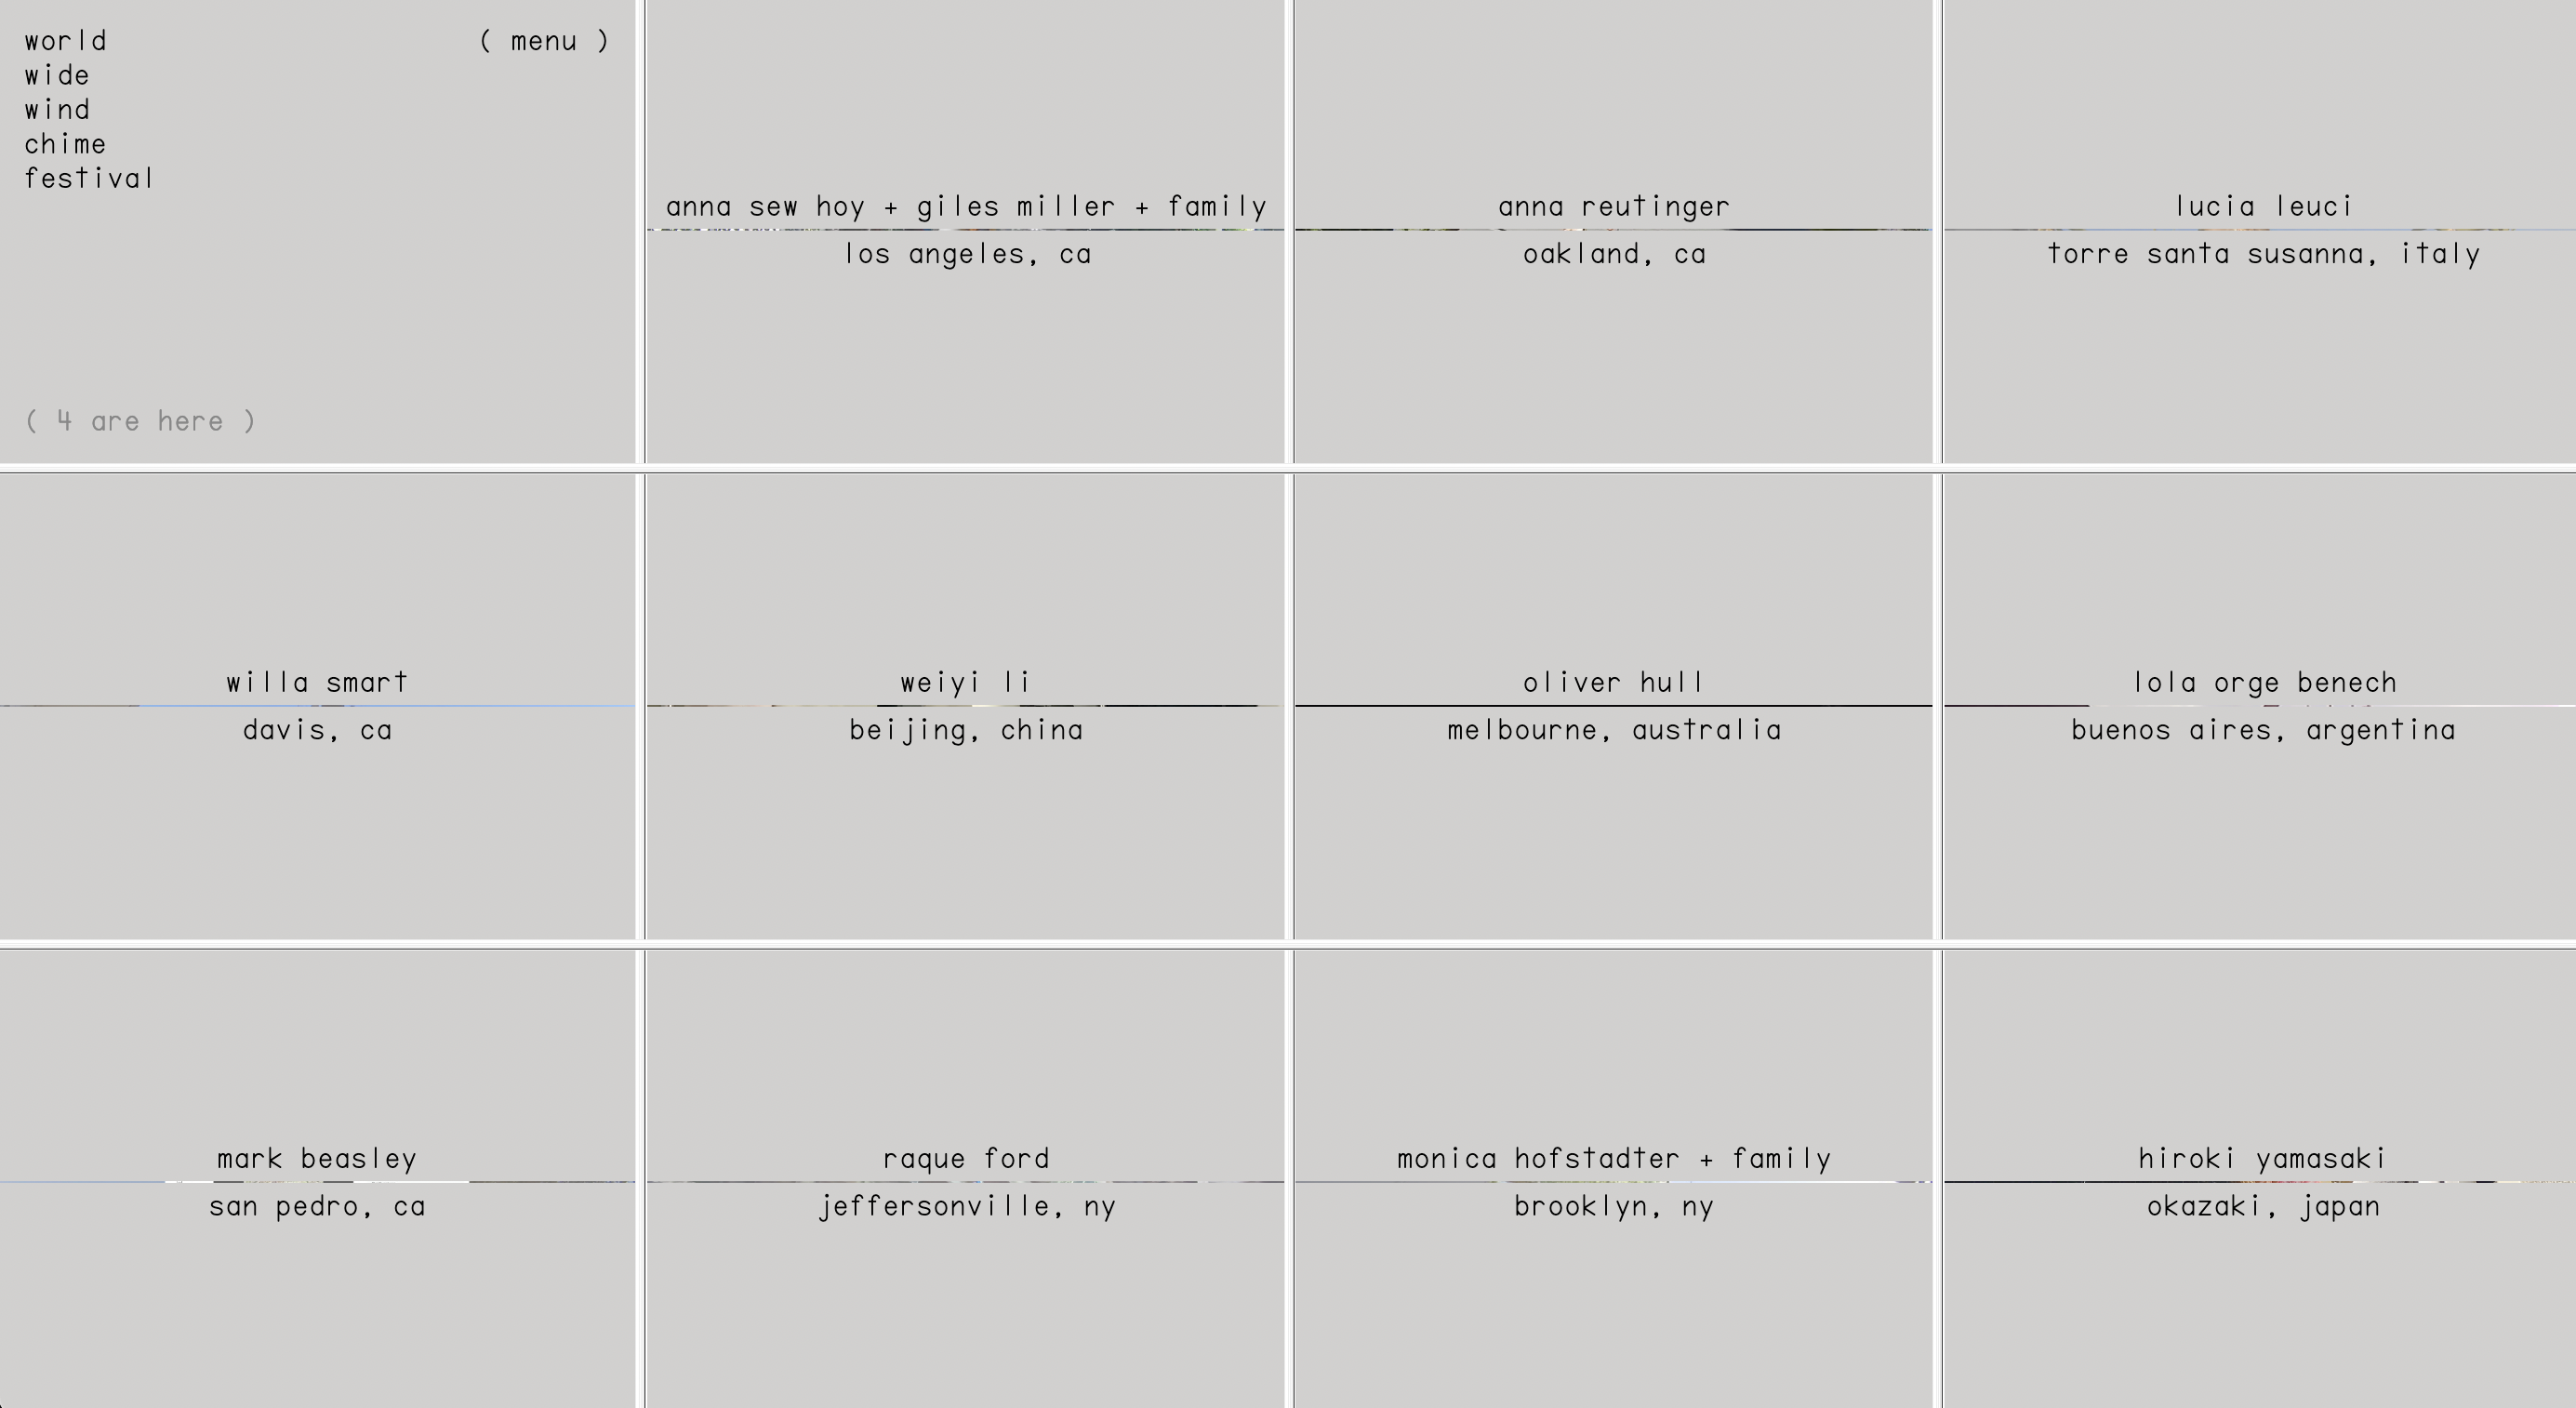 world
wide
wind
chime
festival
( menu )
( 4 are here )
anna sew hoy + giles miller + family
los angeles, ca
anna reutinger
oakland, ca
lucia leuci
torre santa susanna, italy
willa smart
davis, ca
weiyi li
beijing, china
oliver hull
melbourne, australia
lola orge benech
buenos aires, argentina
mark beasley
san pedro, ca
raque ford
jeffersonville, ny
monica hofstadter + family
brooklyn, ny
hiroki yamasaki
okazaki, japan